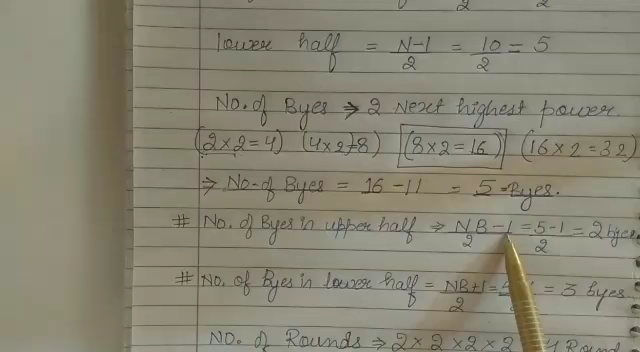 2 2
Lower half = N-1/2 = 10/2 = 5
No. of Byes ⇒ 2 Next highest power.
(2×2=4) (4×2=8) (8×2=16) (16×2=32)
⇒ No-of Byes = 16-11 = 5-Byes.
# No. of Byes in upper half ⇒ NB-1/2 = 5-1/2 = 2 byes
# No. of Byes in lower half = NB+1/2 = 3 Byes.
No. of Rounds ⇒ 2×2×2×2 Round